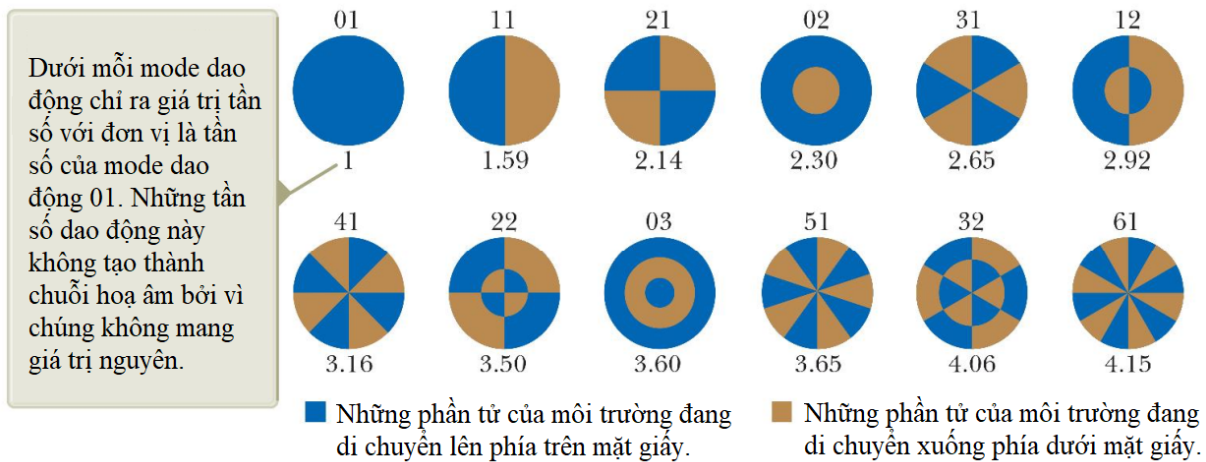 Dưới mỗi mode dao
động chỉ ra giá trị tần
số với đơn vị là tần
số của mode dao
động 01. Những tần
số dao động này
không tạo thành
chuỗi hoạ âm bởi vì
chúng không mang
giá trị nguyên.
01 11 21 02 31 12
1 1.59 2.14 2.30 2.65 2.92
41 22 03 51 32 61
3.16 3.50 3.60 3.65 4.06 4.15
Những phần tử của môi trường đang
di chuyển lên phía trên mặt giấy.
Những phần tử của môi trường đang
di chuyển xuống phía dưới mặt giấy.